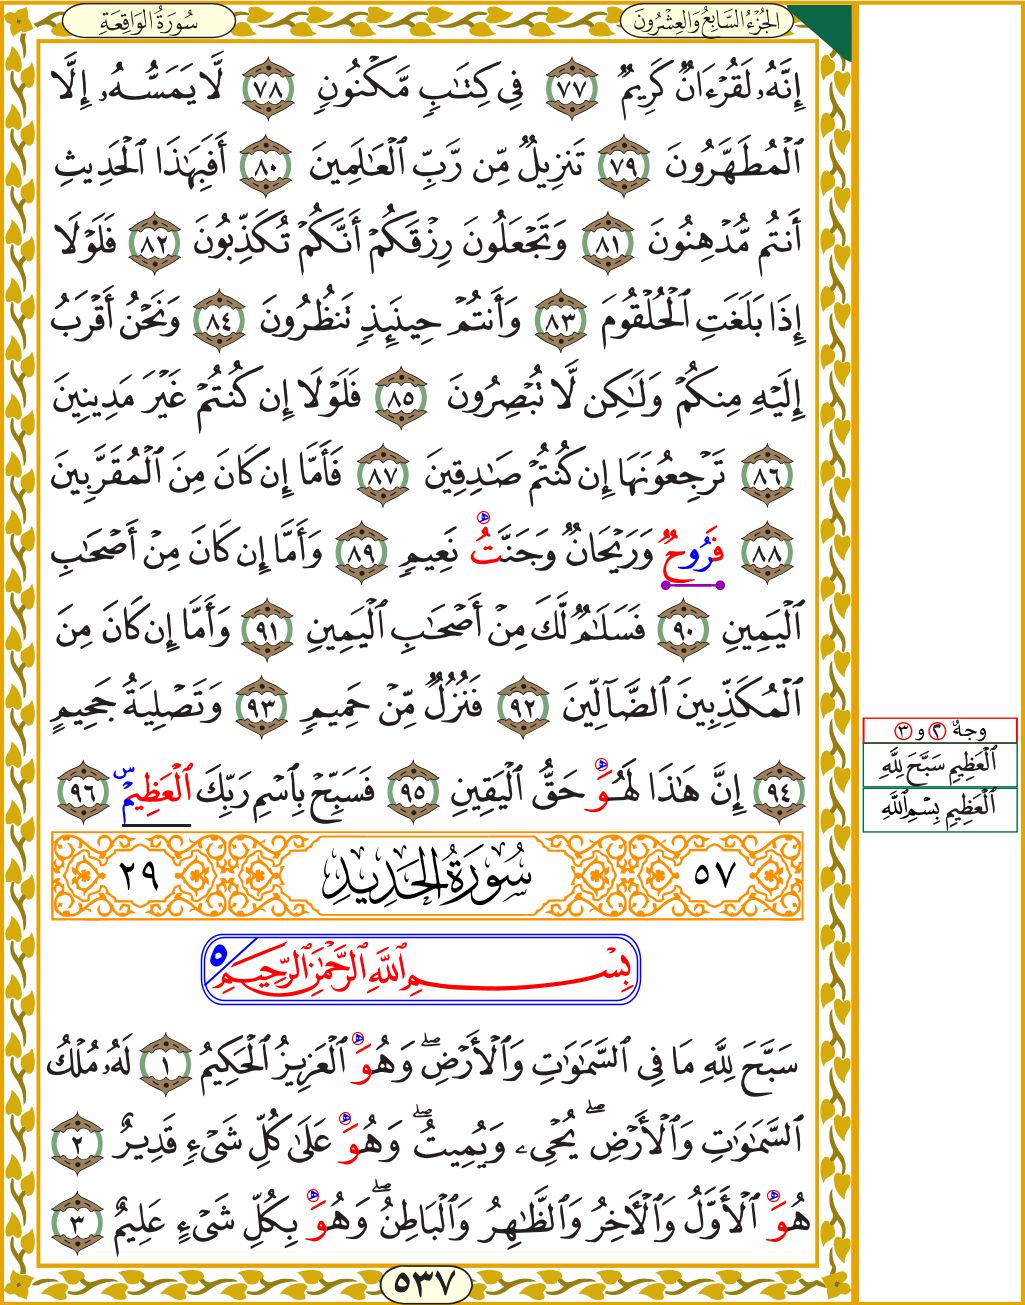 سُورَةُ الوَاقِعَةِ
الجُزْءُ السَّابِعُ وَالعِشْرُونَ
إِنَّهُۥ لَقُرْءَانٌ كَرِيمٌ ٧٧ فِى كِتَـٰبٍ مَّكْنُونٍ ٧٨ لَّا يَمَسُّهُۥٓ إِلَّا
ٱلْمُطَهَّرُونَ ٧٩ تَنزِيلٌ مِّن رَّبِّ ٱلْعَـٰلَمِينَ ٨٠ أَفَبِهَـٰذَا ٱلْحَدِيثِ
أَنتُم مُّدْهِنُونَ ٨١ وَتَجْعَلُونَ رِزْقَكُمْ أَنَّكُمْ تُكَذِّبُونَ ٨٢ فَلَوْلَا
إِذَا بَلَغَتِ ٱلْحُلْقُومَ ٨٣ وَأَنتُمْ حِينَئِذٍ تَنظُرُونَ ٨٤ وَنَحْنُ أَقْرَبُ
إِلَيْهِ مِنكُمْ وَلَـٰكِن لَّا تُبْصِرُونَ ٨٥ فَلَوْلَا إِن كُنتُمْ غَيْرَ مَدِينِينَ
٨٦ تَرْجِعُونَهَا إِن كُنتُمْ صَـٰدِقِينَ ٨٧ فَأَمَّا إِن كَانَ مِنَ ٱلْمُقَرَّبِينَ
٨٨ فَرُوحٌ وَرَيْحَانٌ وَجَنَّتُ نَعِيمٍ ٨٩ وَأَمَّا إِن كَانَ مِنْ أَصْحَـٰبِ
ٱلْيَمِينِ ٩٠ فَسَلَـٰمٌ لَّكَ مِنْ أَصْحَـٰبِ ٱلْيَمِينِ ٩١ وَأَمَّا إِن كَانَ مِنَ
ٱلْمُكَذِّبِينَ ٱلضَّآلِّينَ ٩٢ فَنُزُلٌ مِّنْ حَمِيمٍ ٩٣ وَتَصْلِيَةُ جَحِيمٍ
٩٤ إِنَّ هَـٰذَا لَهُوَ حَقُّ ٱلْيَقِينِ ٩٥ فَسَبِّحْ بِٱسْمِ رَبِّكَ ٱلْعَظِيمِ س ٩٦
٥٧ سُورَةُ الحَدِيدِ ٢٩
بِسْمِ ٱللَّهِ ٱلرَّحْمَـٰنِ ٱلرَّحِيمِ ٥
سَبَّحَ لِلَّهِ مَا فِى ٱلسَّمَـٰوَٰتِ وَٱلْأَرْضِ ۖ وَهُوَ ٱلْعَزِيزُ ٱلْحَكِيمُ ١ لَهُۥ مُلْكُ
ٱلسَّمَـٰوَٰتِ وَٱلْأَرْضِ ۖ يُحْىِۦ وَيُمِيتُ ۖ وَهُوَ عَلَىٰ كُلِّ شَىْءٍ قَدِيرٌ ٢
هُوَ ٱلْأَوَّلُ وَٱلْـَٔاخِرُ وَٱلظَّـٰهِرُ وَٱلْبَاطِنُ ۖ وَهُوَ بِكُلِّ شَىْءٍ عَلِيمٌ ٣
٥٣٧
وجهُ ٢ و ٣
ٱلْعَظِيمِ سَبَّحَ لِلَّهِ
ٱلْعَظِيمِ بِسْمِ ٱللَّهِ